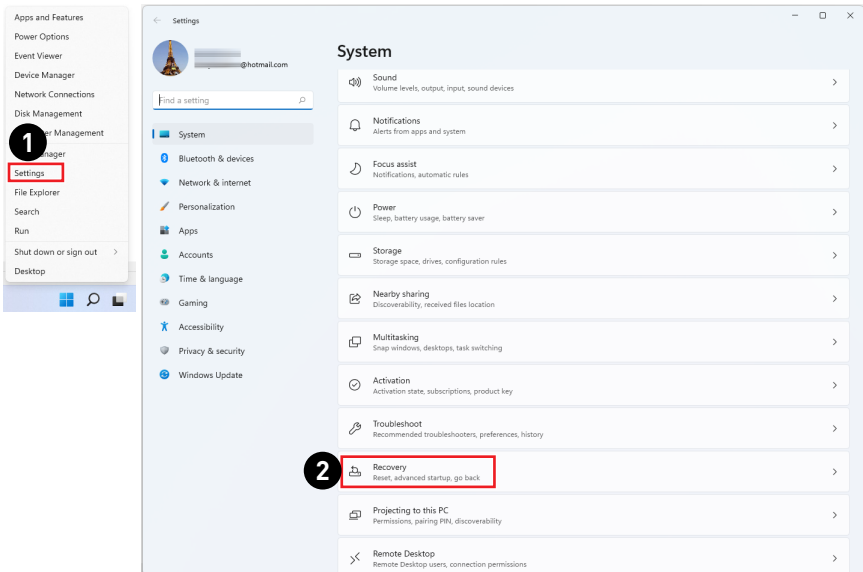 Apps and Features
Power Options
Event Viewer
Device Manager
Network Connections
Disk Management
er Management
1
anager
Settings
File Explorer
Search
Run
Shut down or sign out
Desktop
Settings
@hotmail.com
Find a setting
System
Bluetooth & devices
Network & internet
Personalization
Apps
Accounts
Time & language
Gaming
Accessibility
Privacy & security
Windows Update
System
Sound
Volume levels, output, input, sound devices
Notifications
Alerts from apps and system
Focus assist
Notifications, automatic rules
Power
Sleep, battery usage, battery saver
Storage
Storage space, drives, configuration rules
Nearby sharing
Discoverability, received files location
Multitasking
Snap windows, desktops, task switching
Activation
Activation state, subscriptions, product key
Troubleshoot
Recommended troubleshooters, preferences, history
2
Recovery
Reset, advanced startup, go back
Projecting to this PC
Permissions, pairing PIN, discoverability
Remote Desktop
Remote Desktop users, connection permissions